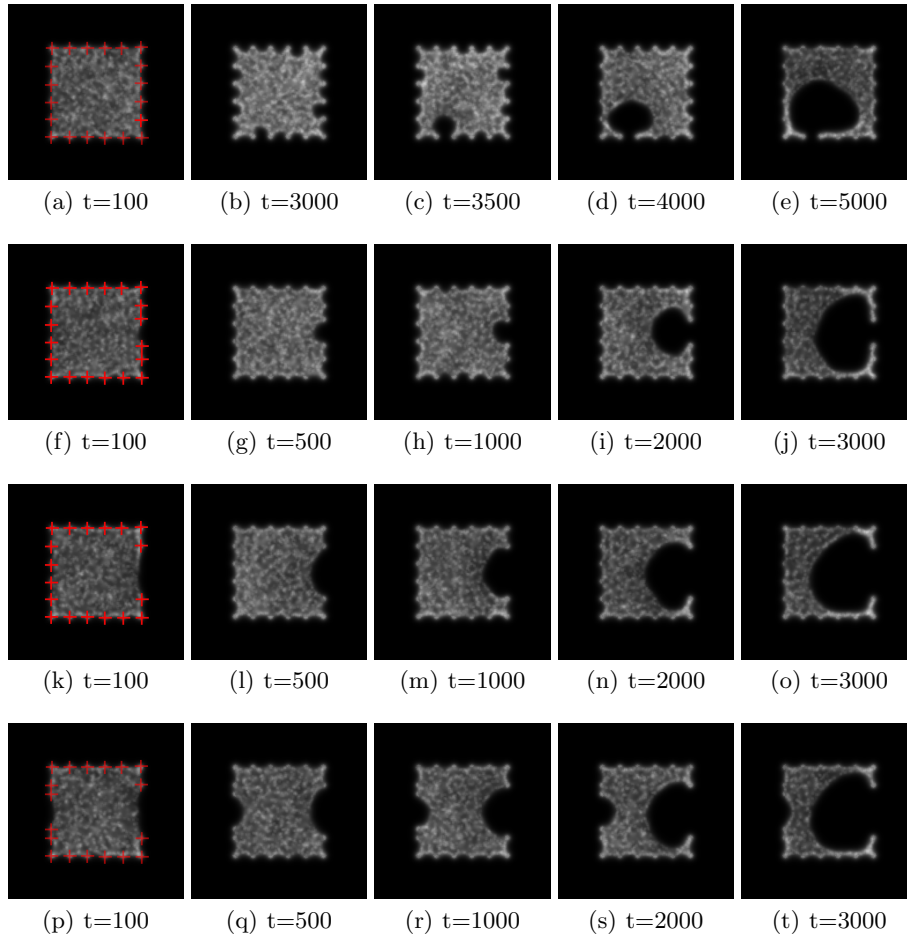 (a) t=100 (b) t=3000 (c) t=3500 (d) t=4000 (e) t=5000
(f) t=100 (g) t=500 (h) t=1000 (i) t=2000 (j) t=3000
(k) t=100 (l) t=500 (m) t=1000 (n) t=2000 (o) t=3000
(p) t=100 (q) t=500 (r) t=1000 (s) t=2000 (t) t=3000